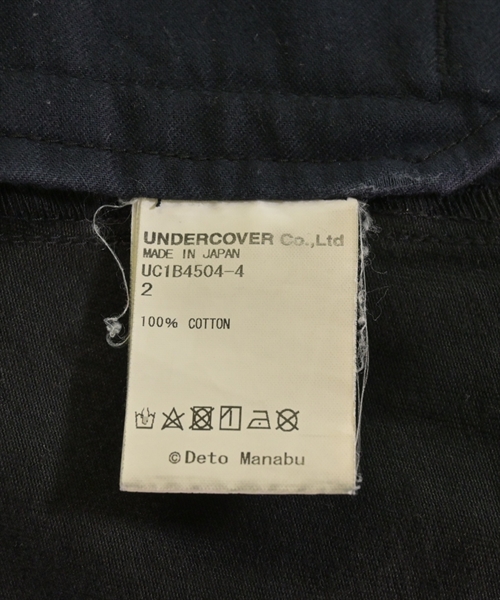 UNDERCOVER Co.,Ltd
MADE IN JAPAN
UC1B4504-4
2
100% COTTON
©Deto Manabu